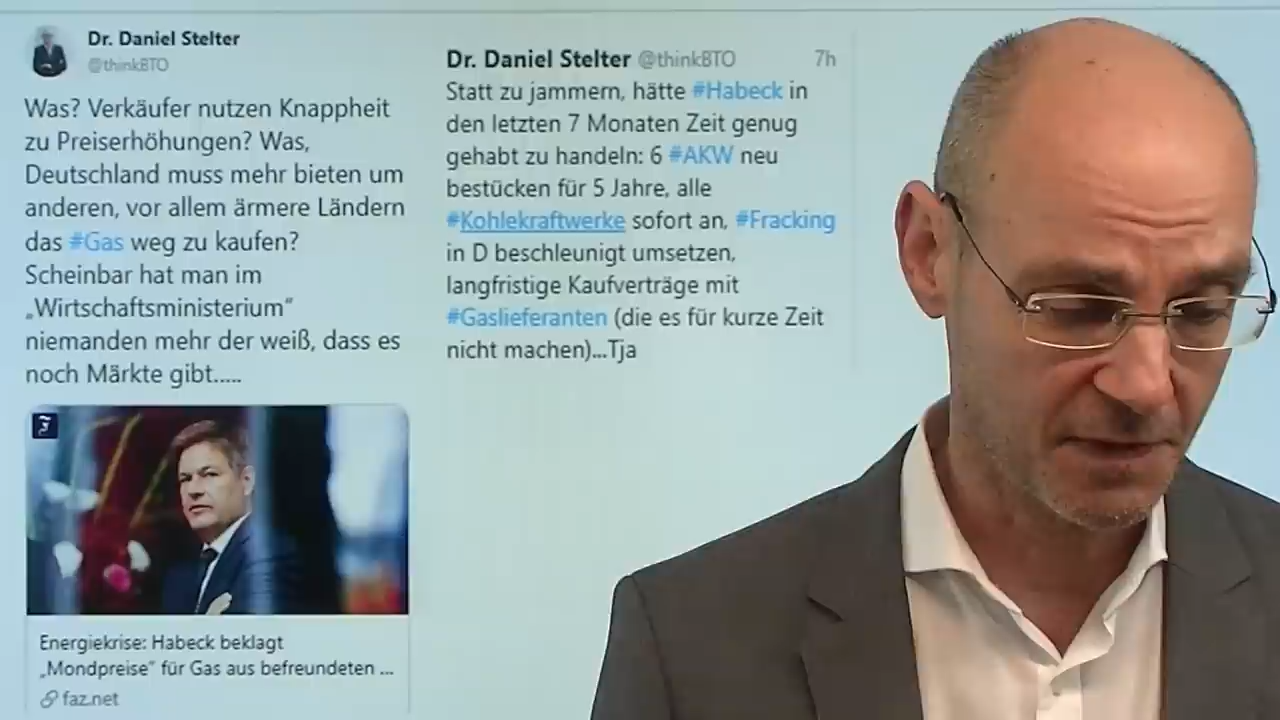 Dr. Daniel Stelter
@thinkBTO
Was? Verkäufer nutzen Knappheit
zu Preiserhöhungen? Was,
Deutschland muss mehr bieten um
anderen, vor allem ärmere Ländern
das #Gas weg zu kaufen?
Scheinbar hat man im
„Wirtschaftsministerium“
niemanden mehr der weiß, dass es
noch Märkte gibt.....
F
Energiekrise: Habeck beklagt
„Mondpreise“ für Gas aus befreundeten ...
faz.net
Dr. Daniel Stelter @thinkBTO 7h
Statt zu jammern, hätte #Habeck in
den letzten 7 Monaten Zeit genug
gehabt zu handeln: 6 #AKW neu
bestücken für 5 Jahre, alle
#Kohlekraftwerke sofort an, #Fracking
in D beschleunigt umsetzen,
langfristige Kaufverträge mit
#Gaslieferanten (die es für kurze Zeit
nicht machen)...Tja